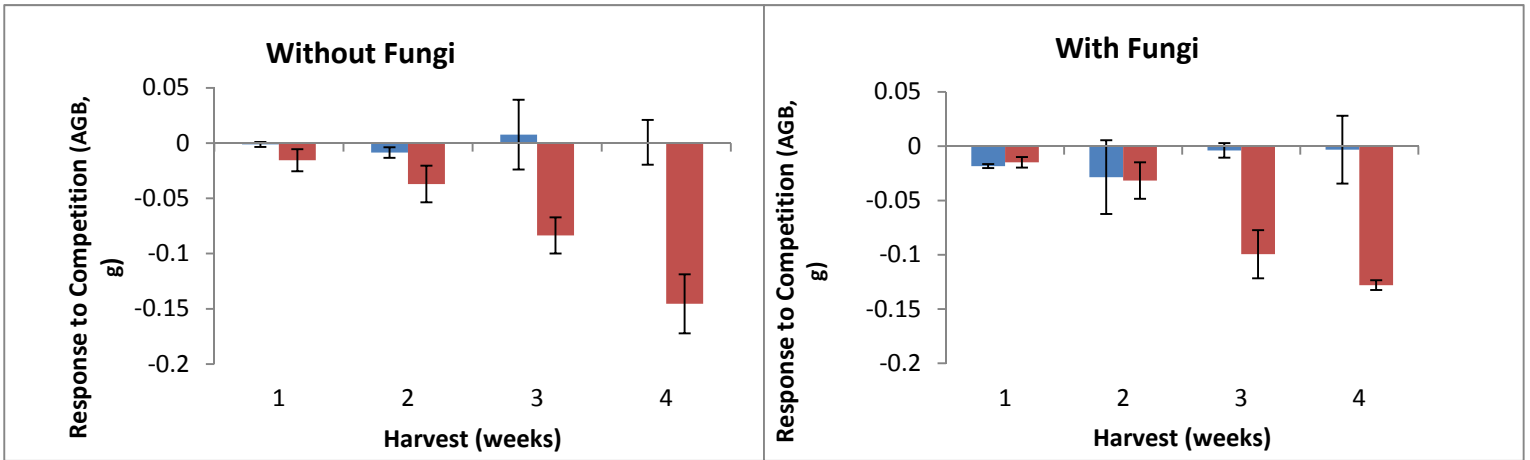 Without Fungi
Response to Competition (AGB,
g)
0.05
0
-0.05
-0.1
-0.15
-0.2
1 2 3 4
Harvest (weeks)
With Fungi
Response to Competition (AGB,
g)
0.05
0
-0.05
-0.1
-0.15
-0.2
1 2 3 4
Harvest (weeks)